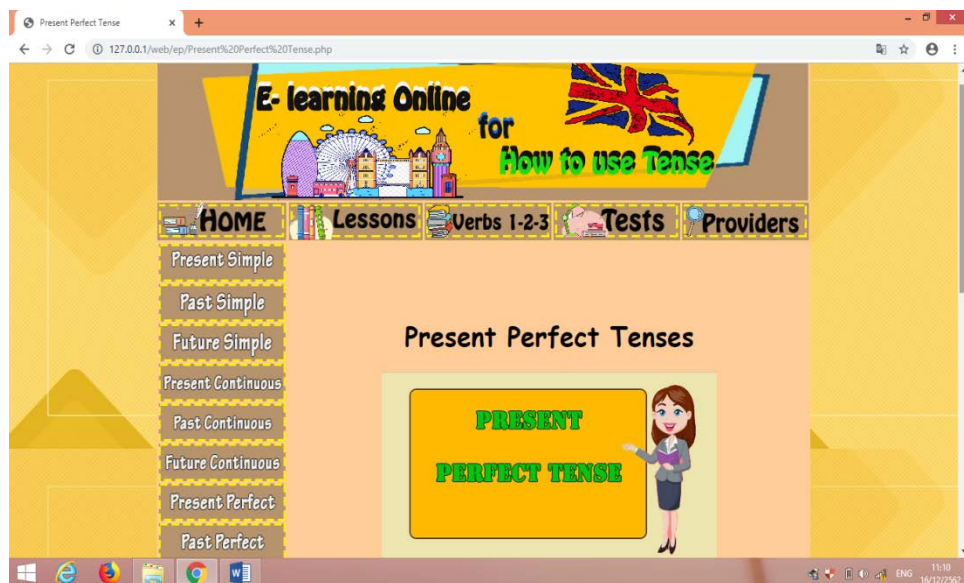 Present Perfect Tense
127.0.0.1/web/ep/Present%20Perfect%20Tense.php
E- learning Online
for
How to use Tense
HOME
Lessons
Verbs 1-2-3
Tests
Providers
Present Simple
Past Simple
Future Simple
Present Continuous
Past Continuous
Future Continuous
Present Perfect
Past Perfect
Present Perfect Tenses
PRESENT
PERFECT TENSE
ENG
11:10
16/12/2562